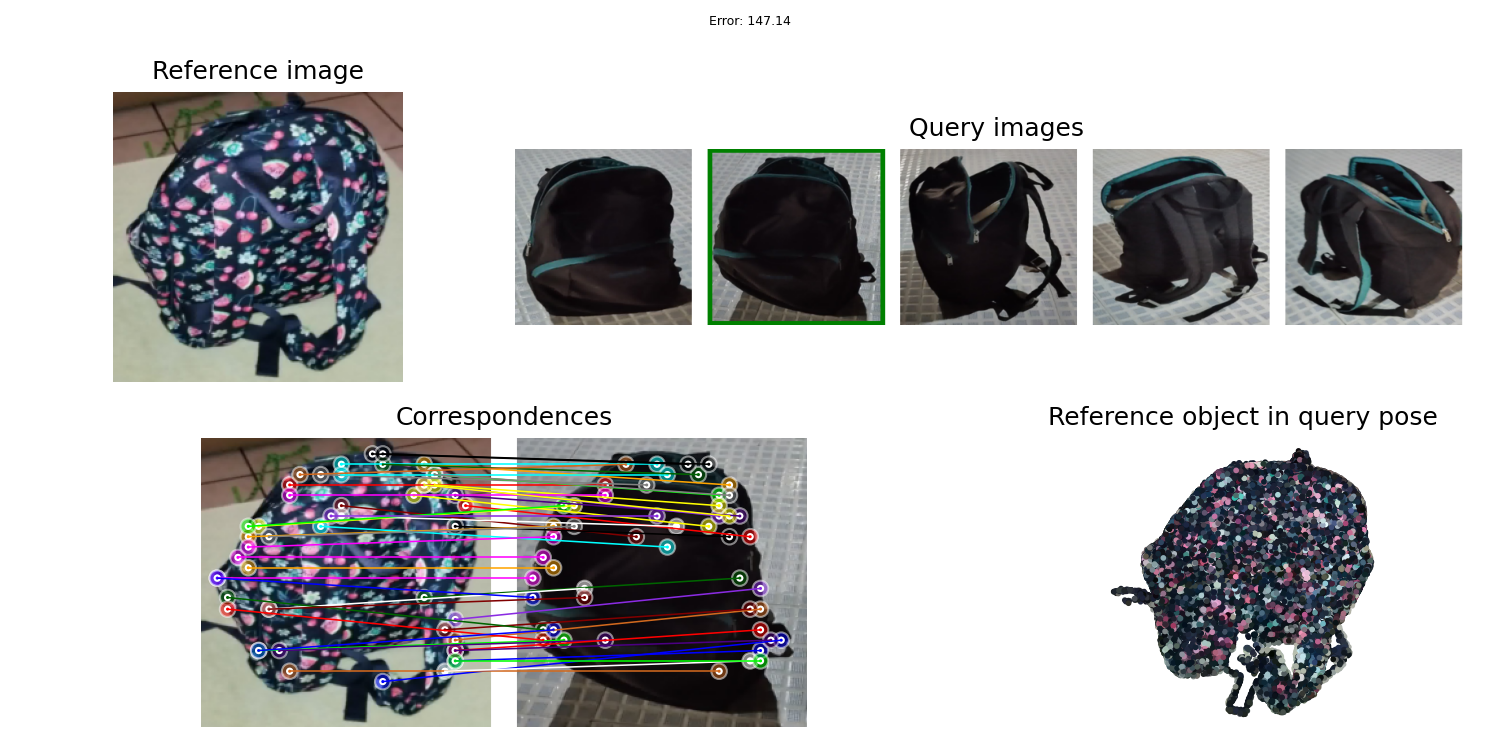 Error: 147.14
Reference image
Query images
Correspondences
Reference object in query pose